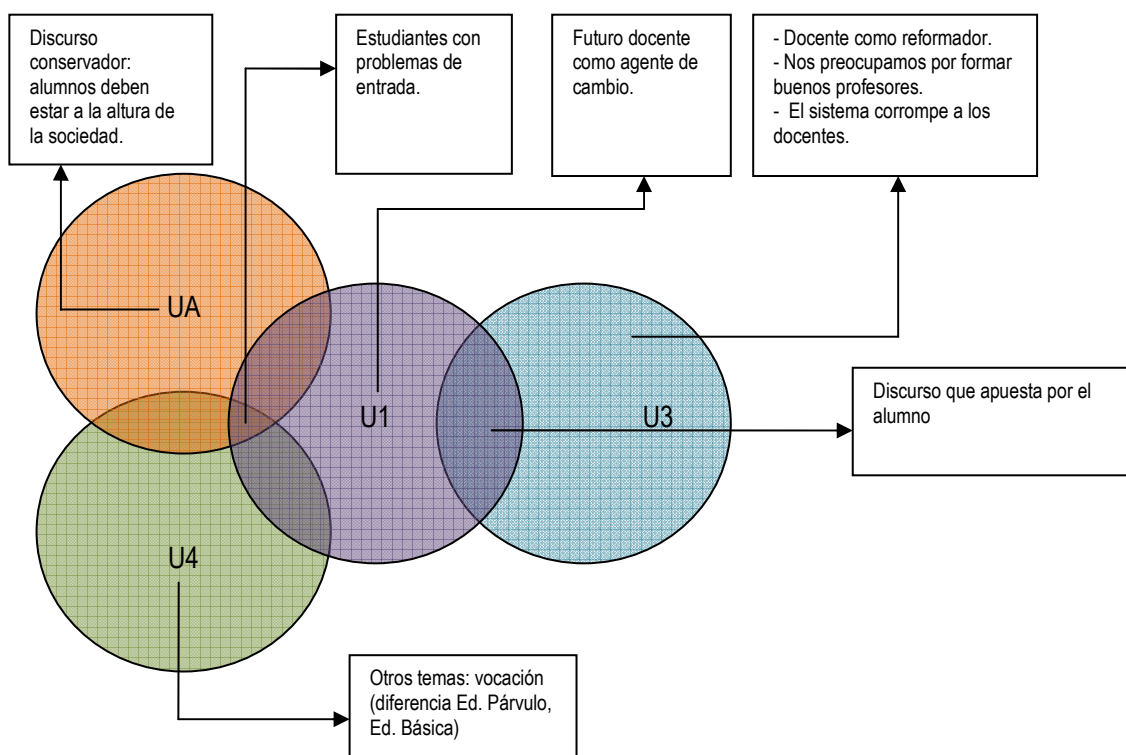 Discurso
conservador:
alumnos deben
estar a la altura de
la sociedad.
Estudiantes con
problemas de
entrada.
Futuro docente
como agente de
cambio.
- Docente como reformador.
- Nos preocupamos por formar
buenos profesores.
- El sistema corrompe a los
docentes.
UA
U1
U3
Discurso que apuesta por el
alumno
U4
Otros temas: vocación
(diferencia Ed. Párvulo,
Ed. Básica)